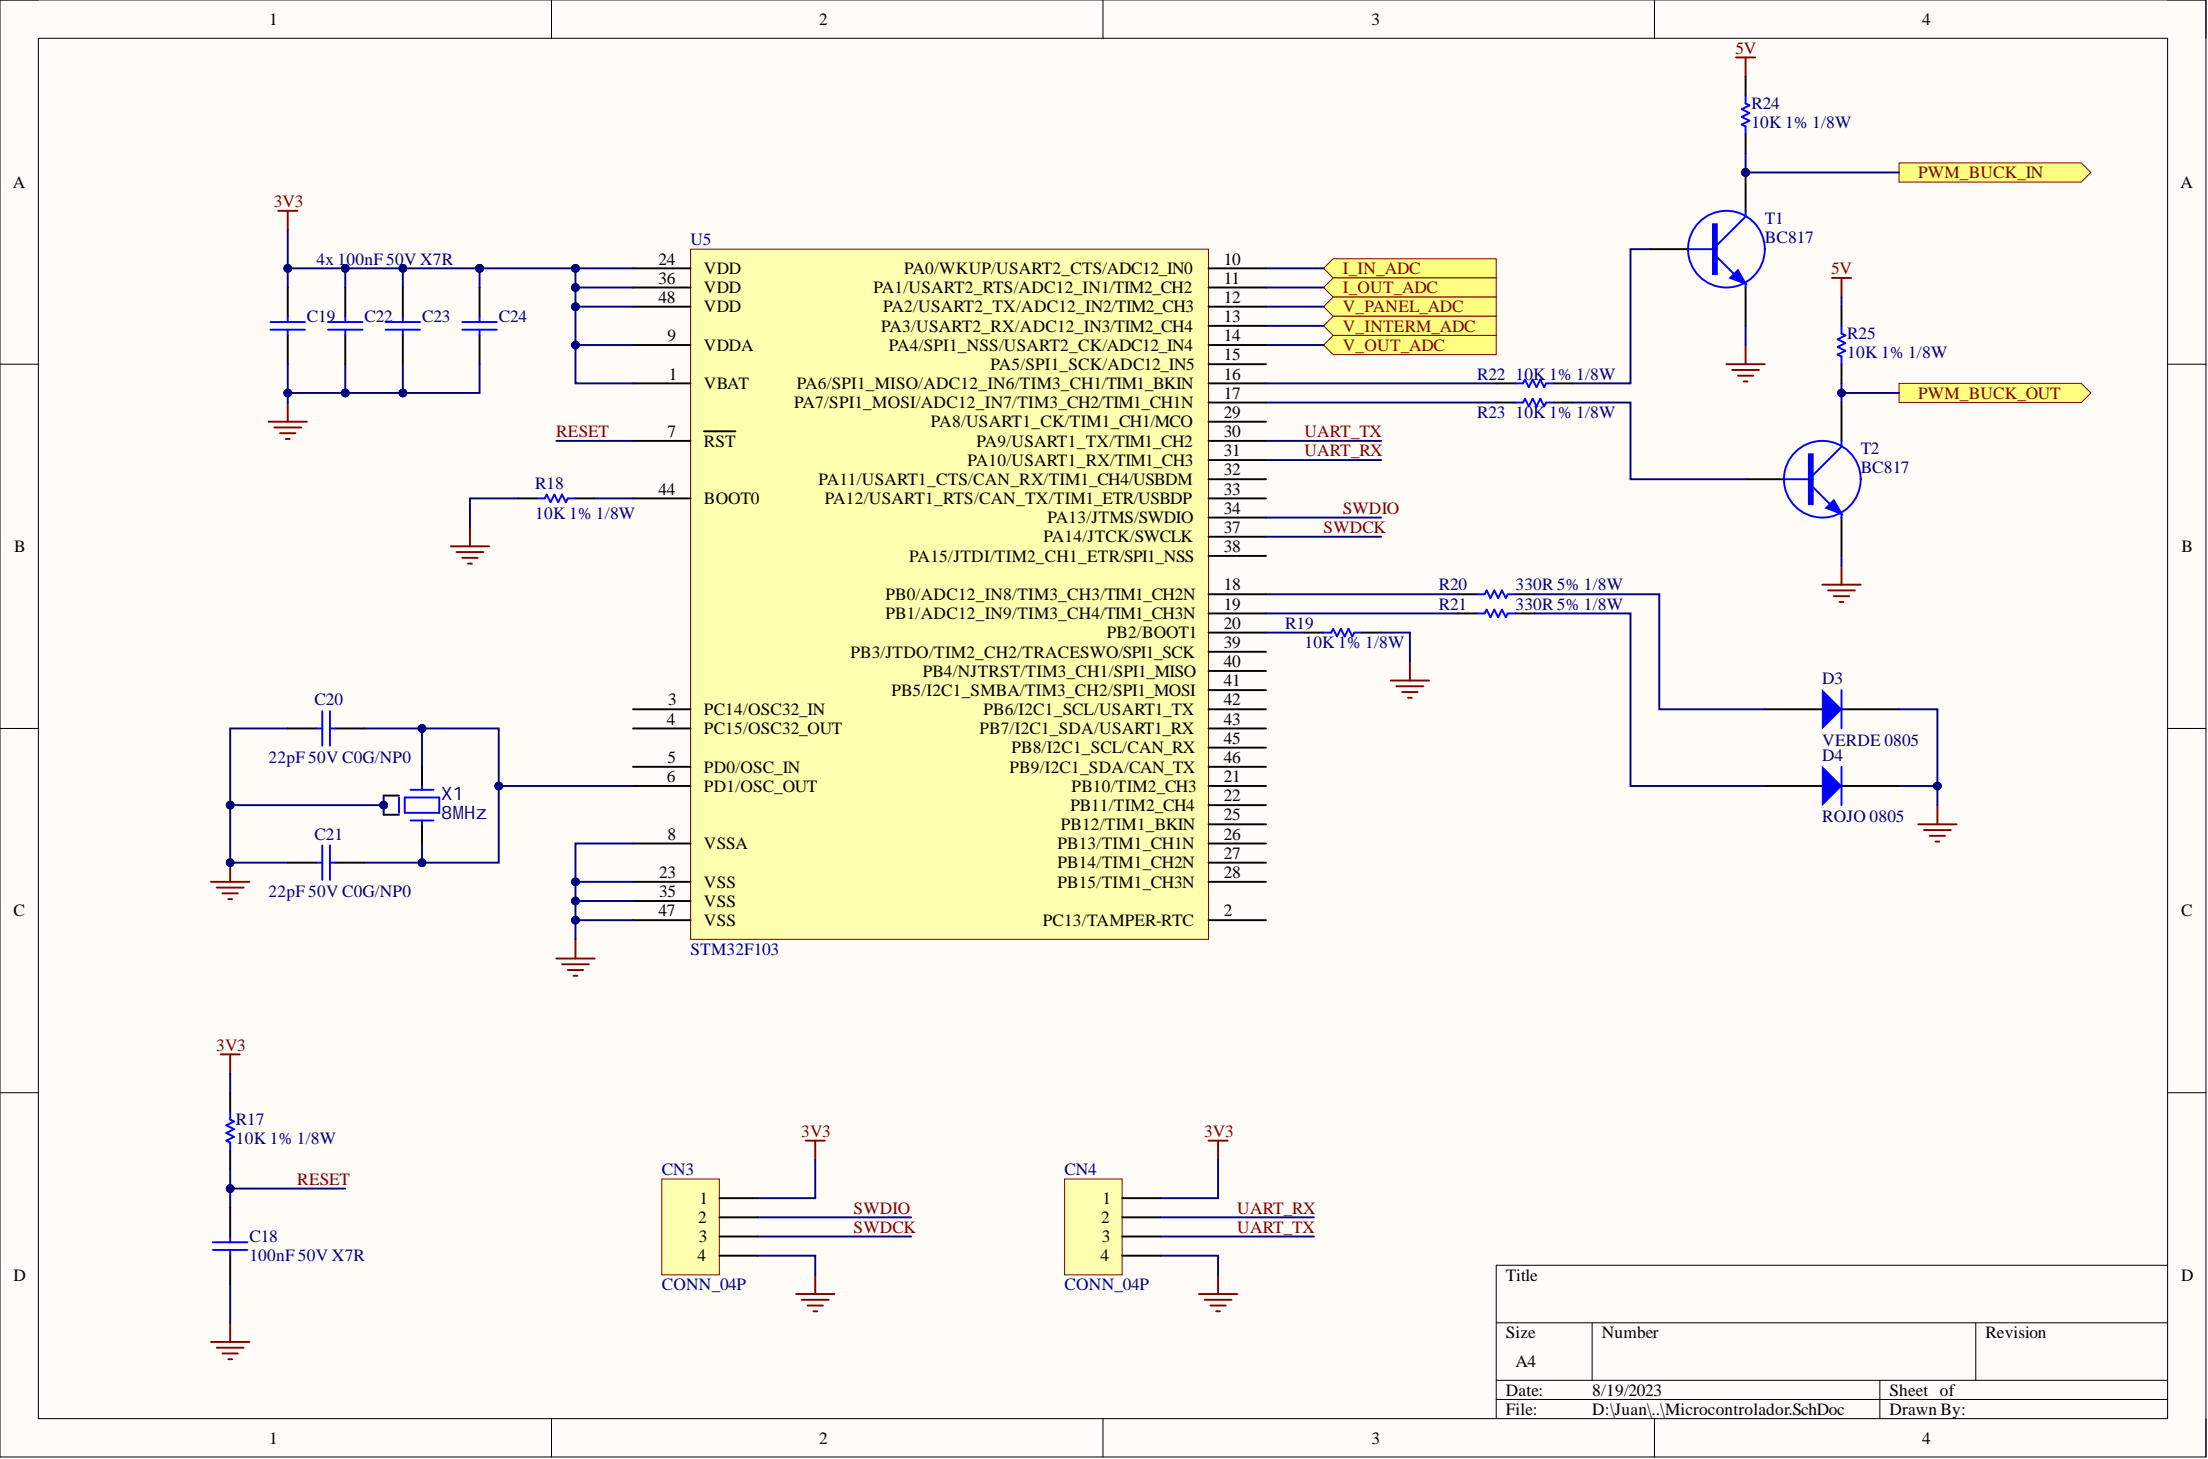 1
2
3
4
A
A
B
B
C
C
D
D
1
2
3
4
5V
R24
10K 1% 1/8W
PWM_BUCK_IN
T1
BC817
5V
R25
10K 1% 1/8W
PWM_BUCK_OUT
T2
BC817
3V3
4x 100nF 50V X7R
C19
C22
C23
C24
RESET
R18
10K 1% 1/8W
U5
24
VDD
36
VDD
48
VDD
9
VDDA
1
VBAT
7
RST
44
BOOT0
3
PC14/OSC32_IN
4
PC15/OSC32_OUT
5
PD0/OSC_IN
6
PD1/OSC_OUT
8
VSSA
23
VSS
35
VSS
47
VSS
STM32F103
PA0/WKUP/USART2_CTS/ADC12_IN0
10
I_IN_ADC
PA1/USART2_RTS/ADC12_IN1/TIM2_CH2
11
I_OUT_ADC
PA2/USART2_TX/ADC12_IN2/TIM2_CH3
12
V_PANEL_ADC
PA3/USART2_RX/ADC12_IN3/TIM2_CH4
13
V_INTERM_ADC
PA4/SPI1_NSS/USART2_CK/ADC12_IN4
14
V_OUT_ADC
PA5/SPI1_SCK/ADC12_IN5
15
PA6/SPI1_MISO/ADC12_IN6/TIM3_CH1/TIM1_BKIN
16
R22 10K 1% 1/8W
PA7/SPI1_MOSI/ADC12_IN7/TIM3_CH2/TIM1_CH1N
17
R23 10K 1% 1/8W
PA8/USART1_CK/TIM1_CH1/MCO
29
PA9/USART1_TX/TIM1_CH2
30
UART_TX
PA10/USART1_RX/TIM1_CH3
31
UART_RX
PA11/USART1_CTS/CAN_RX/TIM1_CH4/USBDM
32
PA12/USART1_RTS/CAN_TX/TIM1_ETR/USBDP
33
PA13/JTMS/SWDIO
34
SWDIO
PA14/JTCK/SWCLK
37
SWDCK
PA15/JTDI/TIM2_CH1_ETR/SPI1_NSS
38
PB0/ADC12_IN8/TIM3_CH3/TIM1_CH2N
18
R20 330R 5% 1/8W
PB1/ADC12_IN9/TIM3_CH4/TIM1_CH3N
19
R21 330R 5% 1/8W
PB2/BOOT1
20
R19
10K 1% 1/8W
PB3/JTDO/TIM2_CH2/TRACESWO/SPI1_SCK
39
PB4/NJTRST/TIM3_CH1/SPI1_MISO
40
PB5/I2C1_SMBA/TIM3_CH2/SPI1_MOSI
41
PB6/I2C1_SCL/USART1_TX
42
PB7/I2C1_SDA/USART1_RX
43
PB8/I2C1_SCL/CAN_RX
45
PB9/I2C1_SDA/CAN_TX
46
PB10/TIM2_CH3
21
PB11/TIM2_CH4
22
PB12/TIM1_BKIN
25
PB13/TIM1_CH1N
26
PB14/TIM1_CH2N
27
PB15/TIM1_CH3N
28
PC13/TAMPER-RTC
2
D3
VERDE 0805
D4
ROJO 0805
C20
22pF 50V C0G/NP0
X1
8MHz
C21
22pF 50V C0G/NP0
3V3
R17
10K 1% 1/8W
RESET
C18
100nF 50V X7R
3V3
CN3
1
2
3
4
SWDIO
SWDCK
CONN_04P
3V3
CN4
1
2
3
4
UART_RX
UART_TX
CONN_04P
Title
Size
Number
Revision
A4
Date: 8/19/2023
Sheet of
File: D:\Juan\..\Microcontrolador.SchDoc
Drawn By: